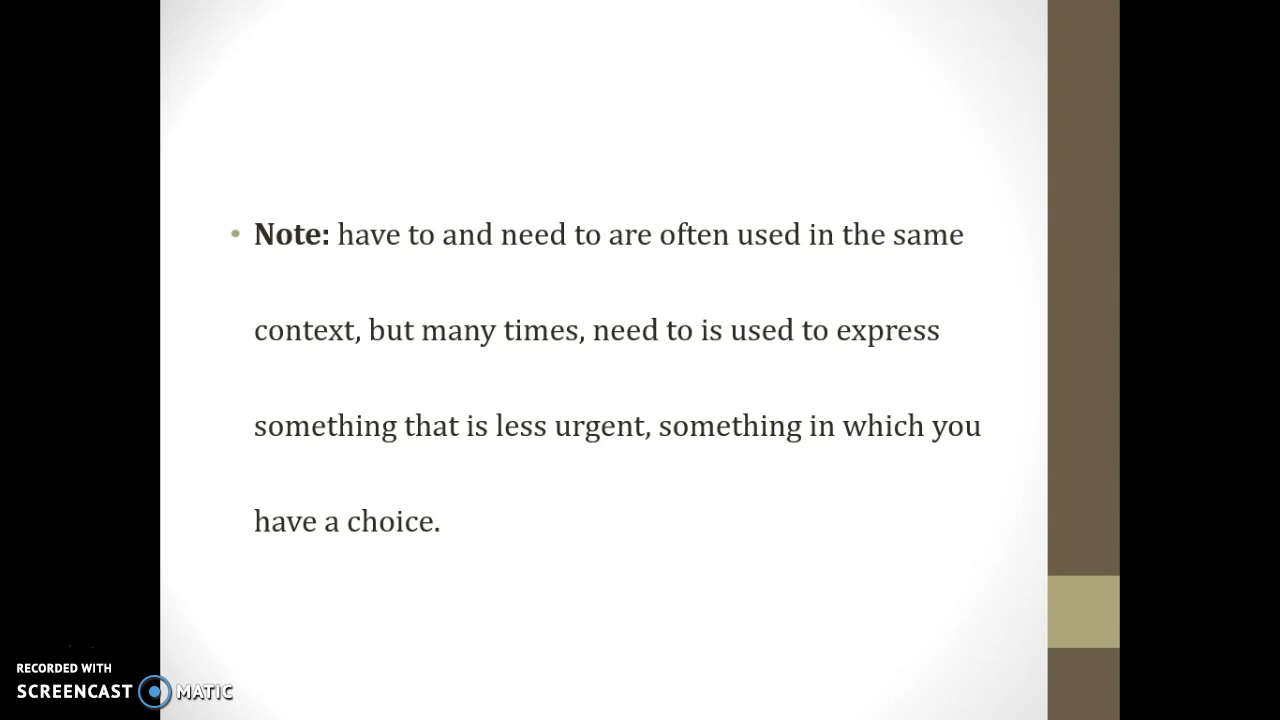 • Note: have to and need to are often used in the same
context, but many times, need to is used to express
something that is less urgent, something in which you
have a choice.
RECORDED WITH
SCREENCAST MATIC